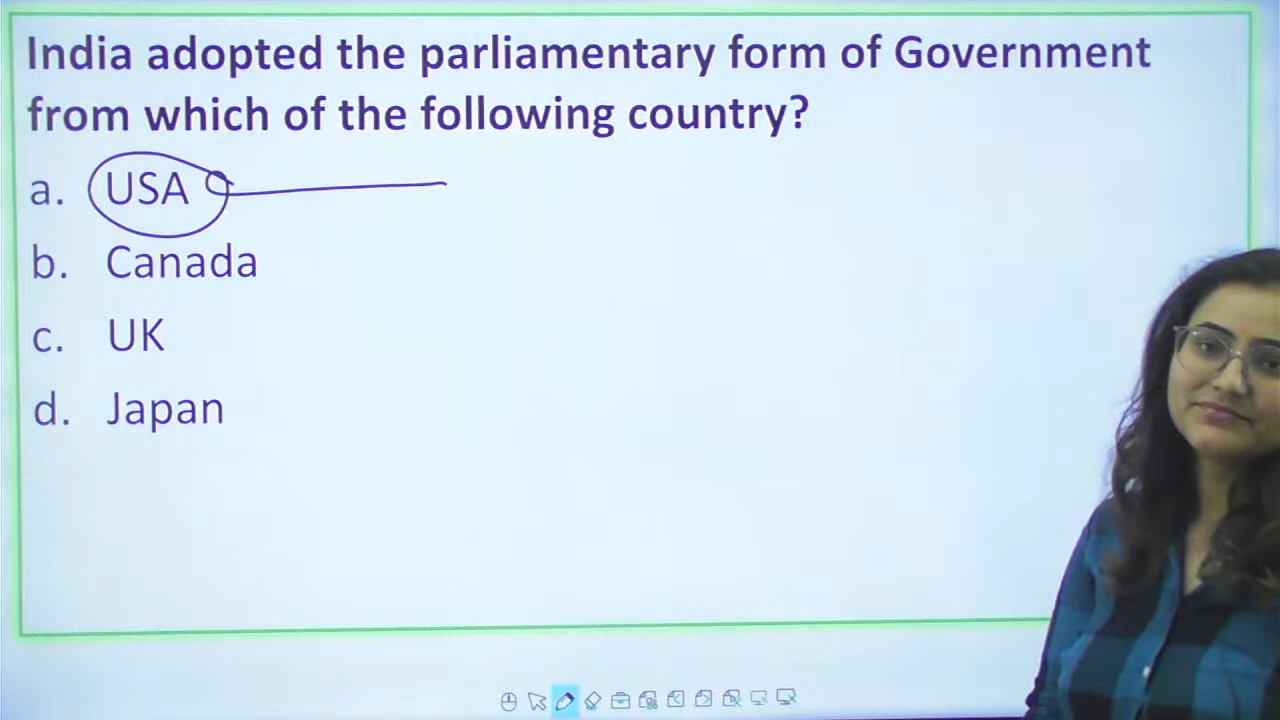 India adopted the parliamentary form of Government
from which of the following country?
a. USA
b. Canada
c. UK
d. Japan